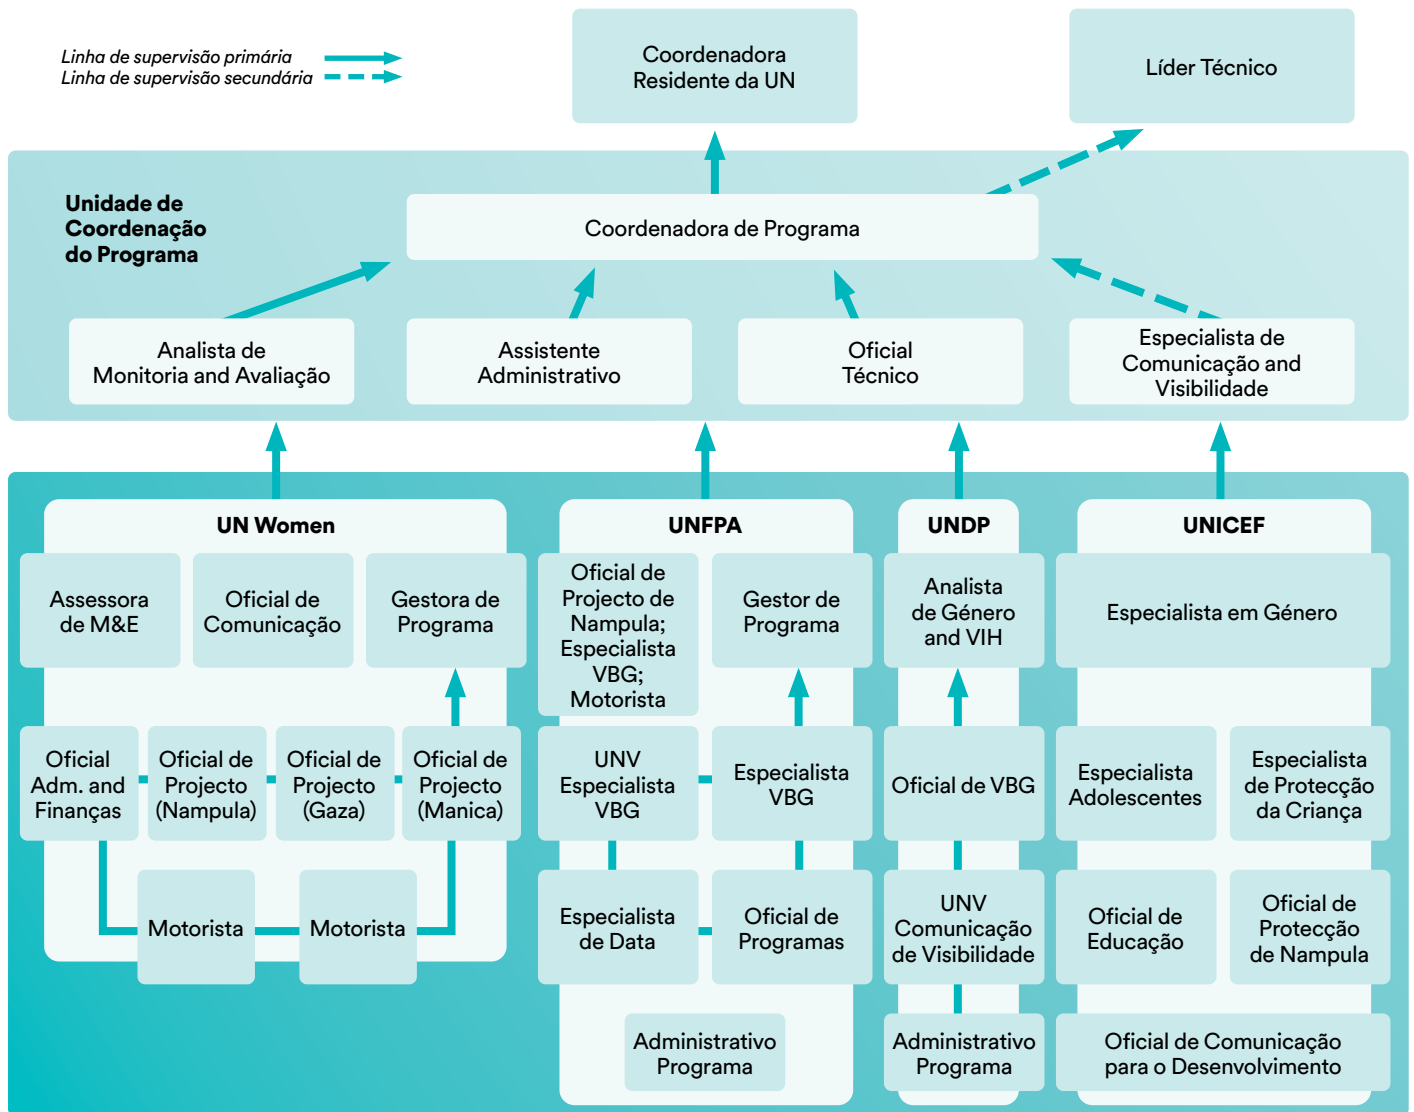 Linha de supervisão primária
Linha de supervisão secundária
Coordenadora
Residente da UN
Líder Técnico
Unidade de
Coordenação
do Programa
Coordenadora de Programa
Analista de
Monitoria and Avaliação
Assistente
Administrativo
Oficial
Técnico
Especialista de
Comunicação and
Visibilidade
UN Women
Assessora
de M&E
Oficial de
Comunicação
Gestora de
Programa
Oficial
Adm. and
Finanças
Oficial de
Projecto
(Nampula)
Oficial de
Projecto
(Gaza)
Oficial de
Projecto
(Manica)
Motorista
Motorista
UNFPA
Oficial de
Projecto de
Nampula;
Especialista
VBG;
Motorista
Gestor de
Programa
UNV
Especialista
VBG
Especialista
VBG
Especialista
de Data
Oficial de
Programas
Administrativo
Programa
UNDP
Analista
de Género
and VIH
Oficial de VBG
UNV
Comunicação
de Visibilidade
Administrativo
Programa
UNICEF
Especialista em Género
Especialista
Adolescentes
Especialista
de Protecção
da Criança
Oficial de
Educação
Oficial de
Protecção
de Nampula
Oficial de Comunicação
para o Desenvolvimento